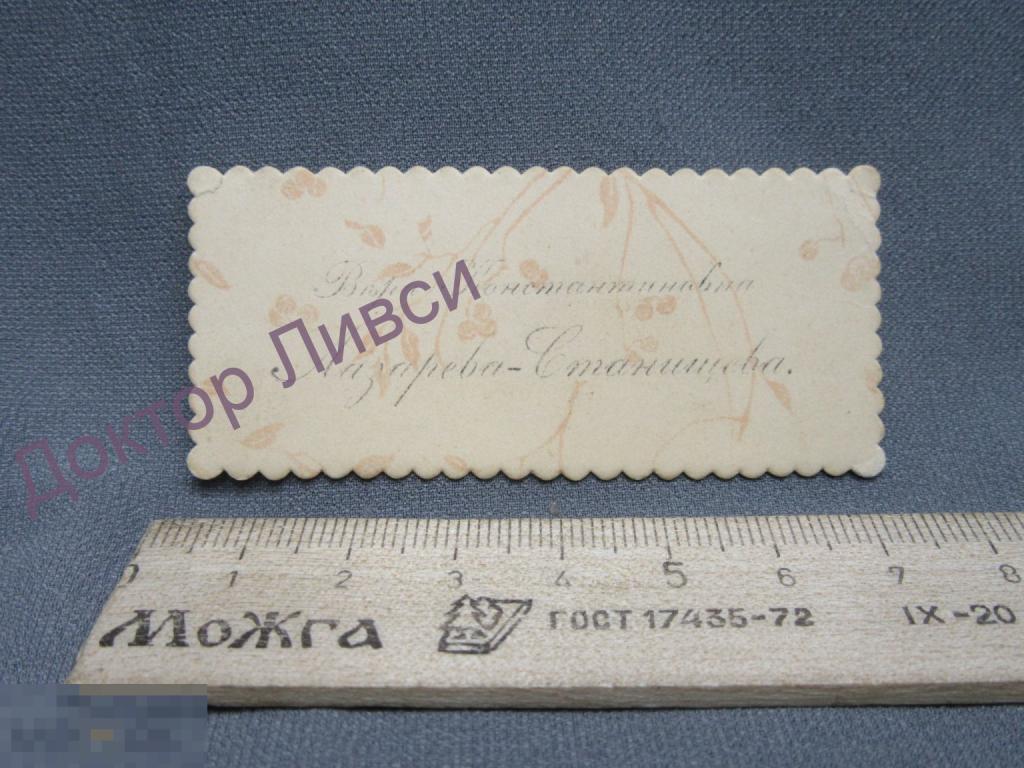 Вѣра Константиновна
Лазарева-Станищева.
Доктор Ливси
0 1 2 3 4 5 6 7 8
Можга ГОСТ 17435-72 IX-20